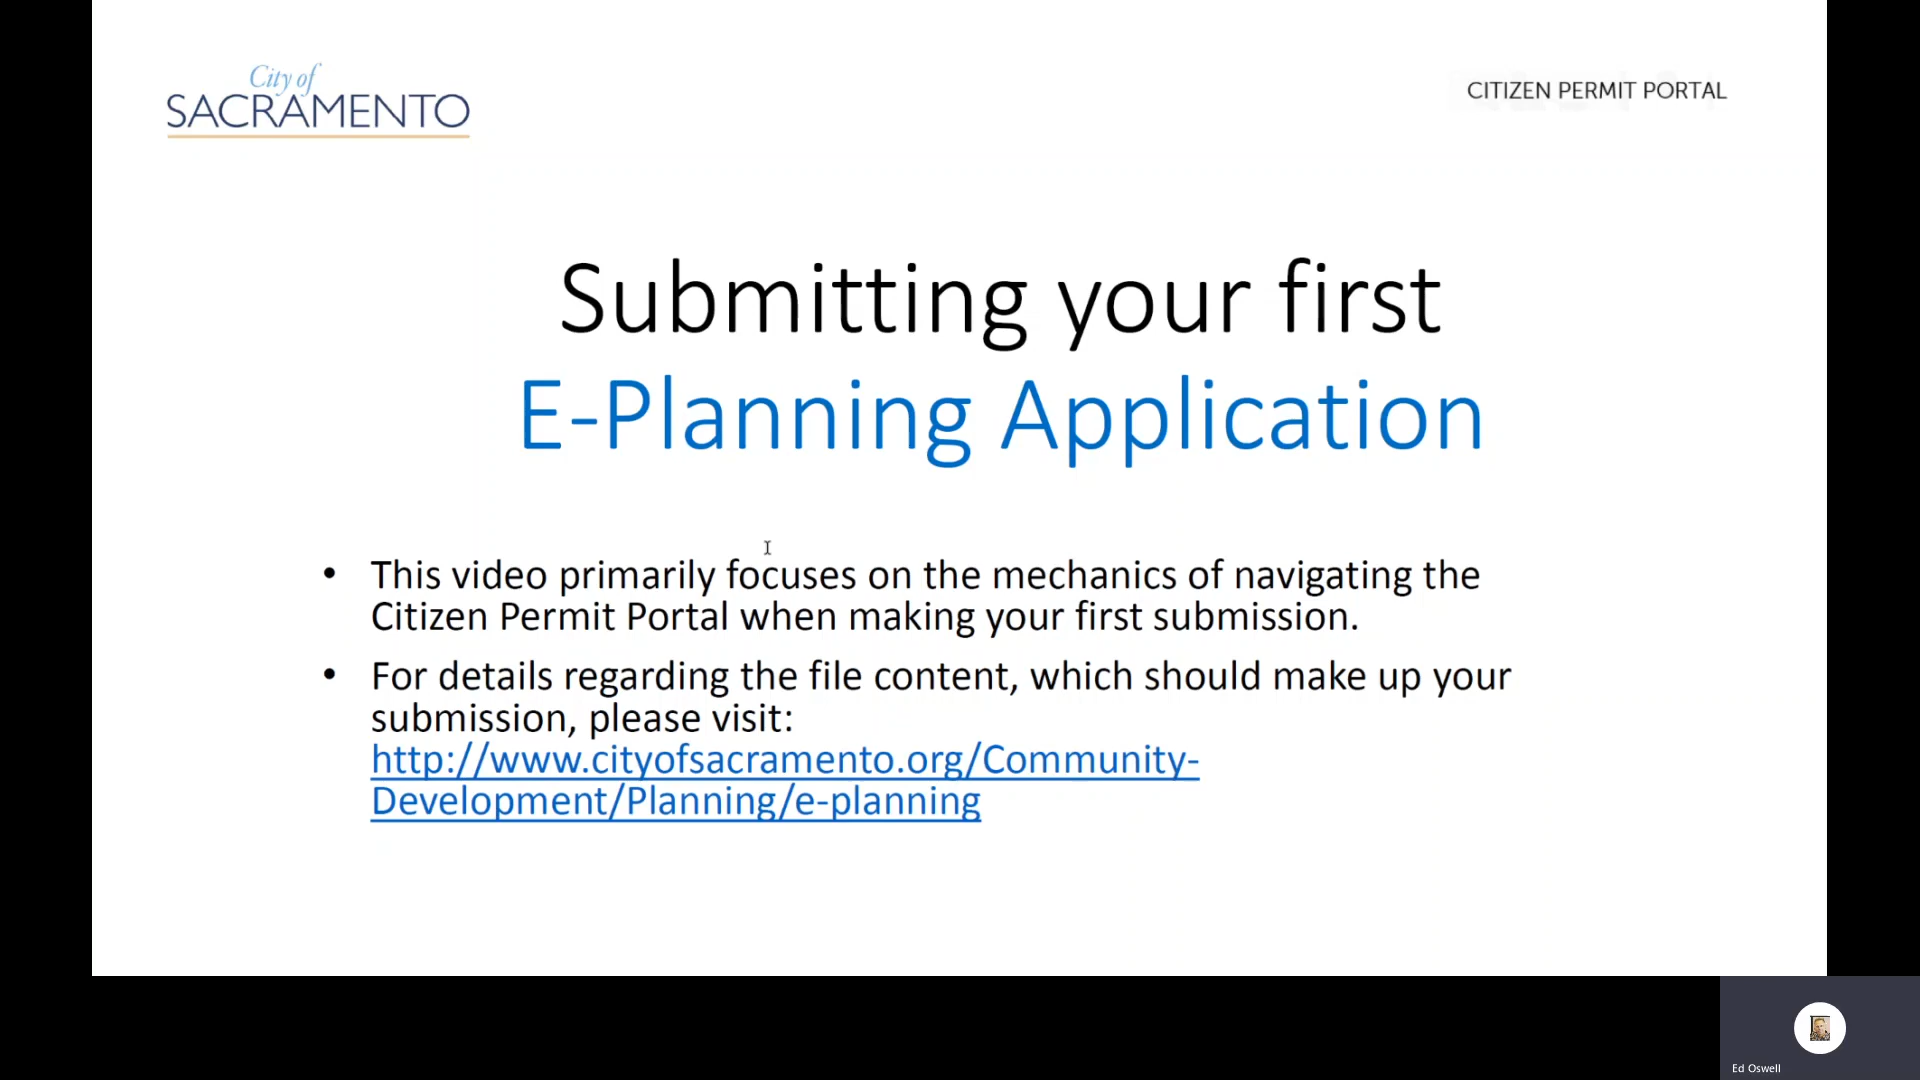 City of
SACRAMENTO
CITIZEN PERMIT PORTAL
Submitting your first
E-Planning Application
• This video primarily focuses on the mechanics of navigating the
Citizen Permit Portal when making your first submission.
• For details regarding the file content, which should make up your
submission, please visit:
http://www.cityofsacramento.org/Community-
Development/Planning/e-planning
Ed Oswell